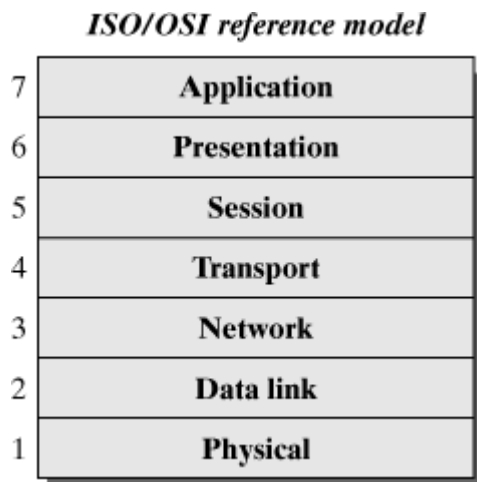 ISO/OSI reference model
7 Application
6 Presentation
5 Session
4 Transport
3 Network
2 Data link
1 Physical